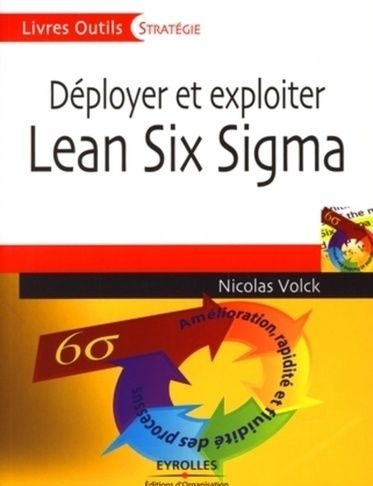 Livres Outils STRATÉGIE
Déployer et exploiter
Lean Six Sigma
6σ
Nicolas Volck
6σ
Amélioration, rapidité et fluidité des processus
EYROLLES
Éditions d'Organisation